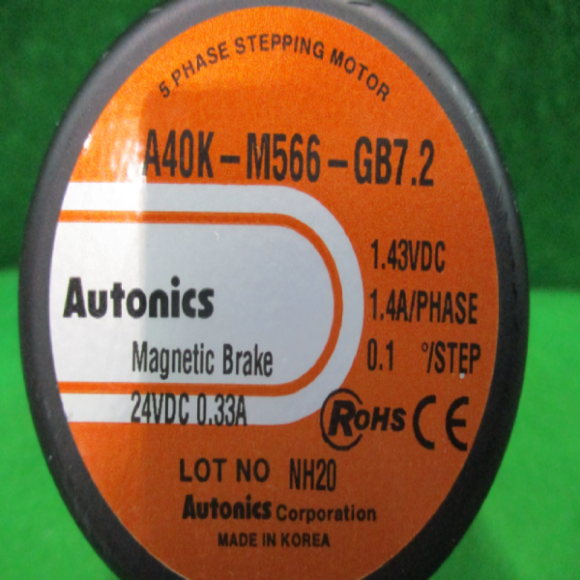 5 PHASE STEPPING MOTOR
A40K-M566-GB7.2
1.43VDC
Autonics
1.4A/PHASE
Magnetic Brake
0.1 °/STEP
24VDC 0.33A
RoHS CE
LOT NO NH20
Autonics Corporation
MADE IN KOREA